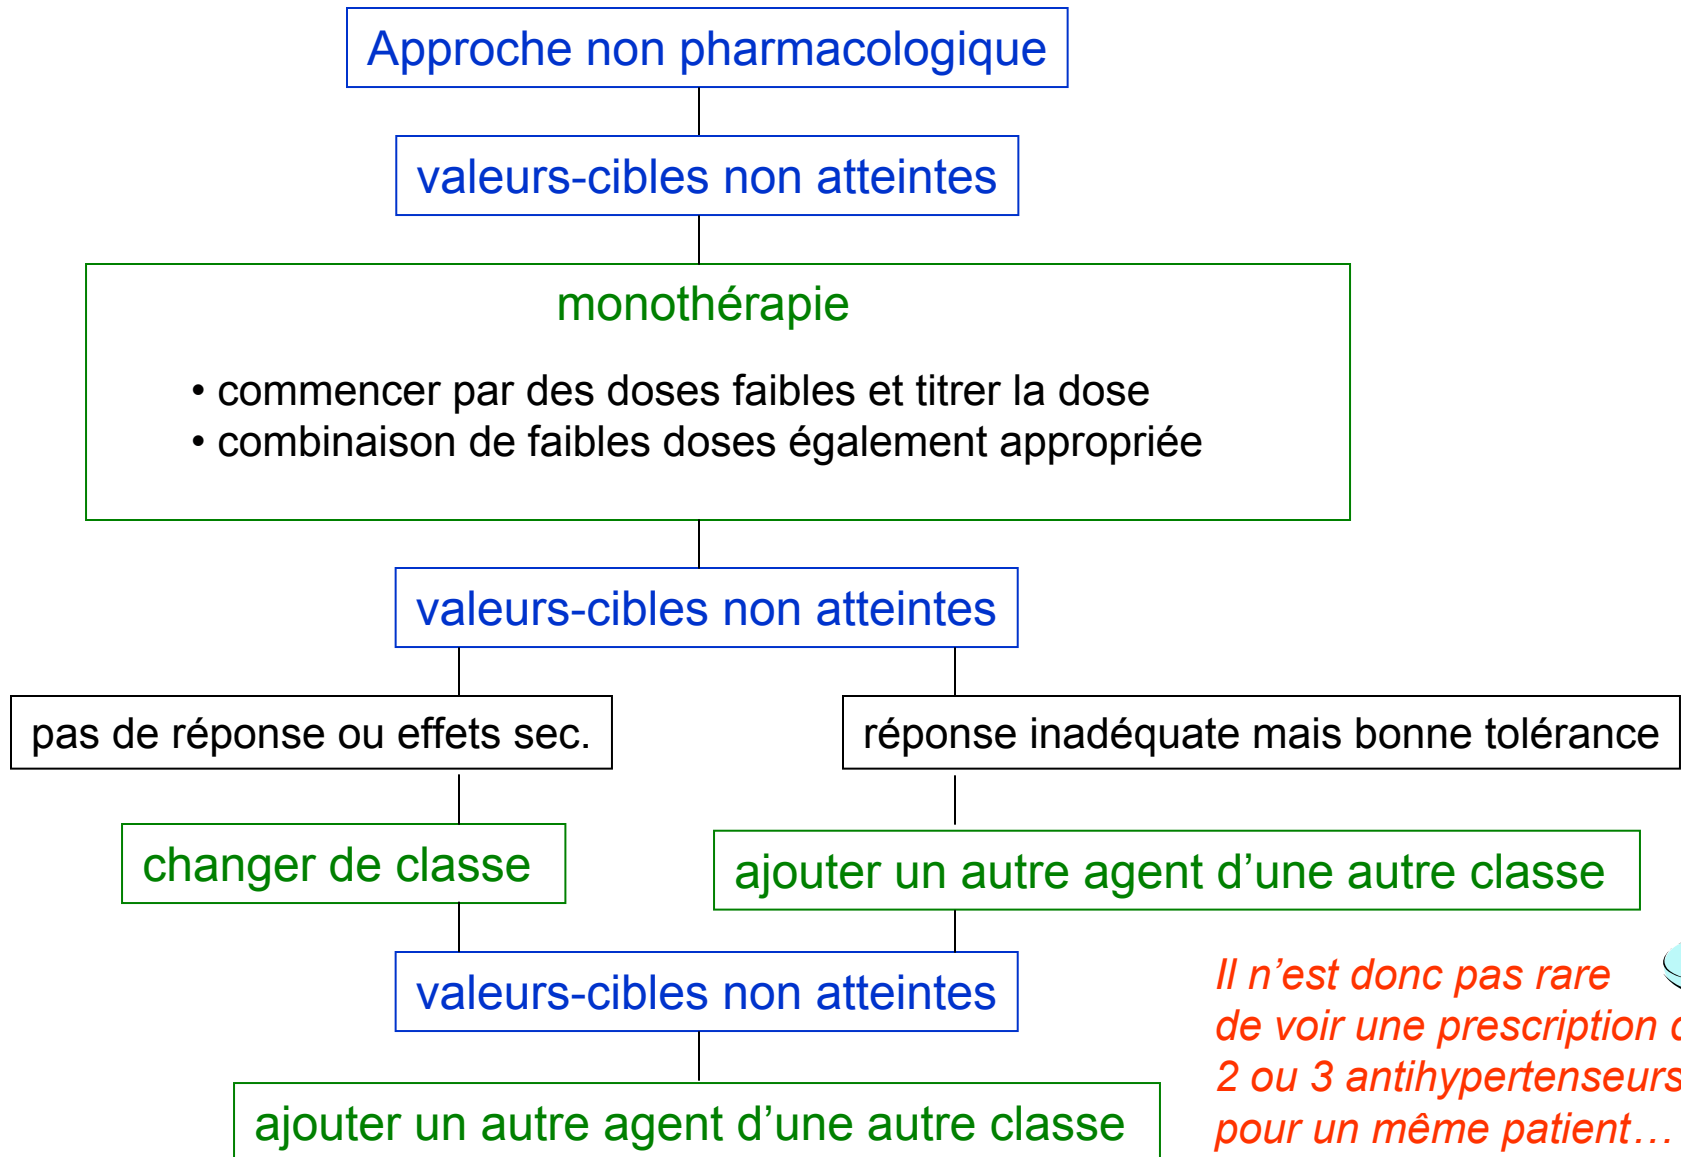 Approche non pharmacologique
valeurs-cibles non atteintes
monothérapie
• commencer par des doses faibles et titrer la dose
• combinaison de faibles doses également appropriée
valeurs-cibles non atteintes
pas de réponse ou effets sec.
réponse inadéquate mais bonne tolérance
changer de classe
ajouter un autre agent d’une autre classe
valeurs-cibles non atteintes
Il n’est donc pas rare
de voir une prescription
2 ou 3 antihypertenseurs
pour un même patient…
ajouter un autre agent d’une autre classe